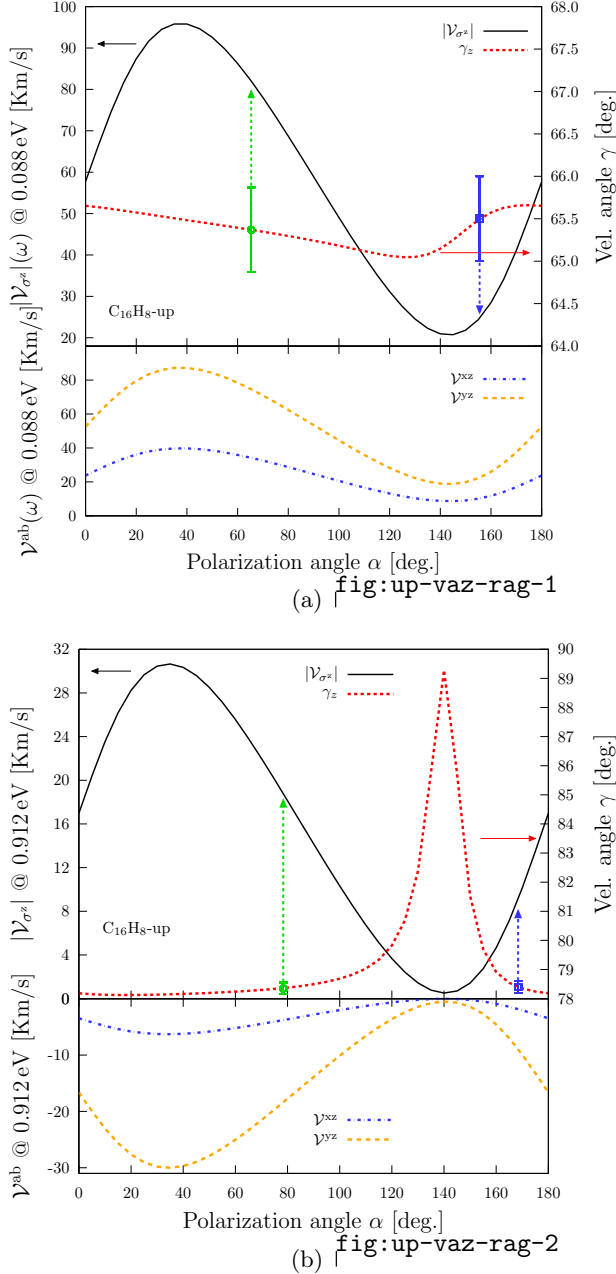 100
90
80
70
60
50
40
30
20
|𝒱σᶻ|(ω) @ 0.088 eV [Km/s]
68.0
67.5
67.0
66.5
66.0
65.5
65.0
64.5
64.0
Vel. angle γ [deg.]
|𝒱σᶻ|
γz
C₁₆H₈-up
80
60
40
20
0
𝒱ᵃᵇ(ω) @ 0.088 eV [Km/s]
𝒱ˣᶻ
𝒱ʸᶻ
0 20 40 60 80 100 120 140 160 180
Polarization angle α [deg.]
(a) fig:up-vaz-rag-1
32
28
24
20
16
12
8
4
0
|𝒱σᶻ| @ 0.912 eV [Km/s]
90
89
88
87
86
85
84
83
82
81
80
79
78
Vel. angle γ [deg.]
|𝒱σᶻ|
γz
C₁₆H₈-up
-10
-20
-30
𝒱ᵃᵇ @ 0.912 eV [Km/s]
𝒱ˣᶻ
𝒱ʸᶻ
0 20 40 60 80 100 120 140 160 180
Polarization angle α [deg.]
(b) fig:up-vaz-rag-2